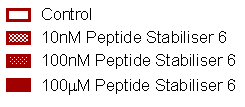 Control
10nM Peptide Stabiliser 6
100nM Peptide Stabiliser 6
100µM Peptide Stabiliser 6